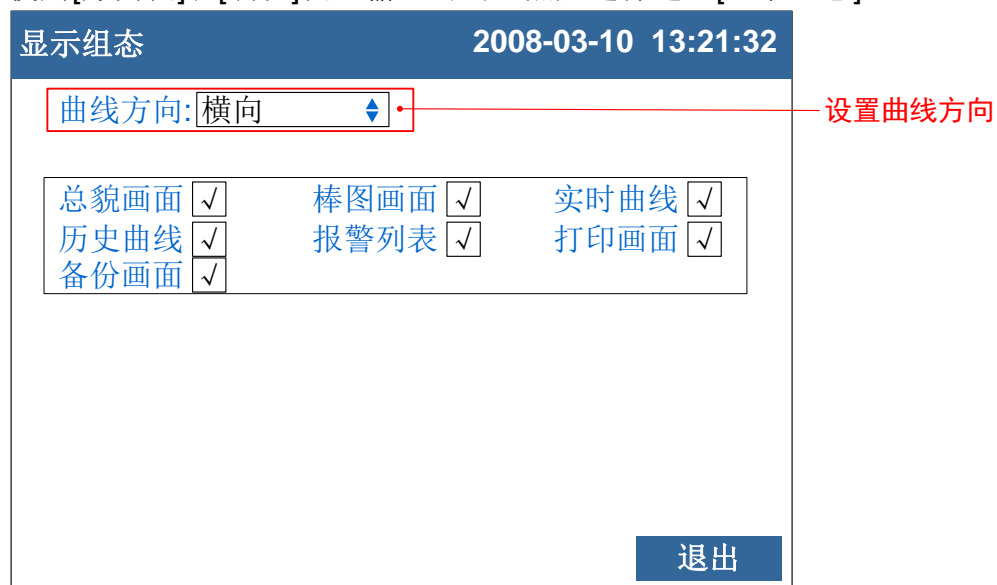 显示组态 2008-03-10 13:21:32
曲线方向: 横向 设置曲线方向
总貌画面 √ 棒图画面 √ 实时曲线 √
历史曲线 √ 报警列表 √ 打印画面 √
备份画面 √
退出